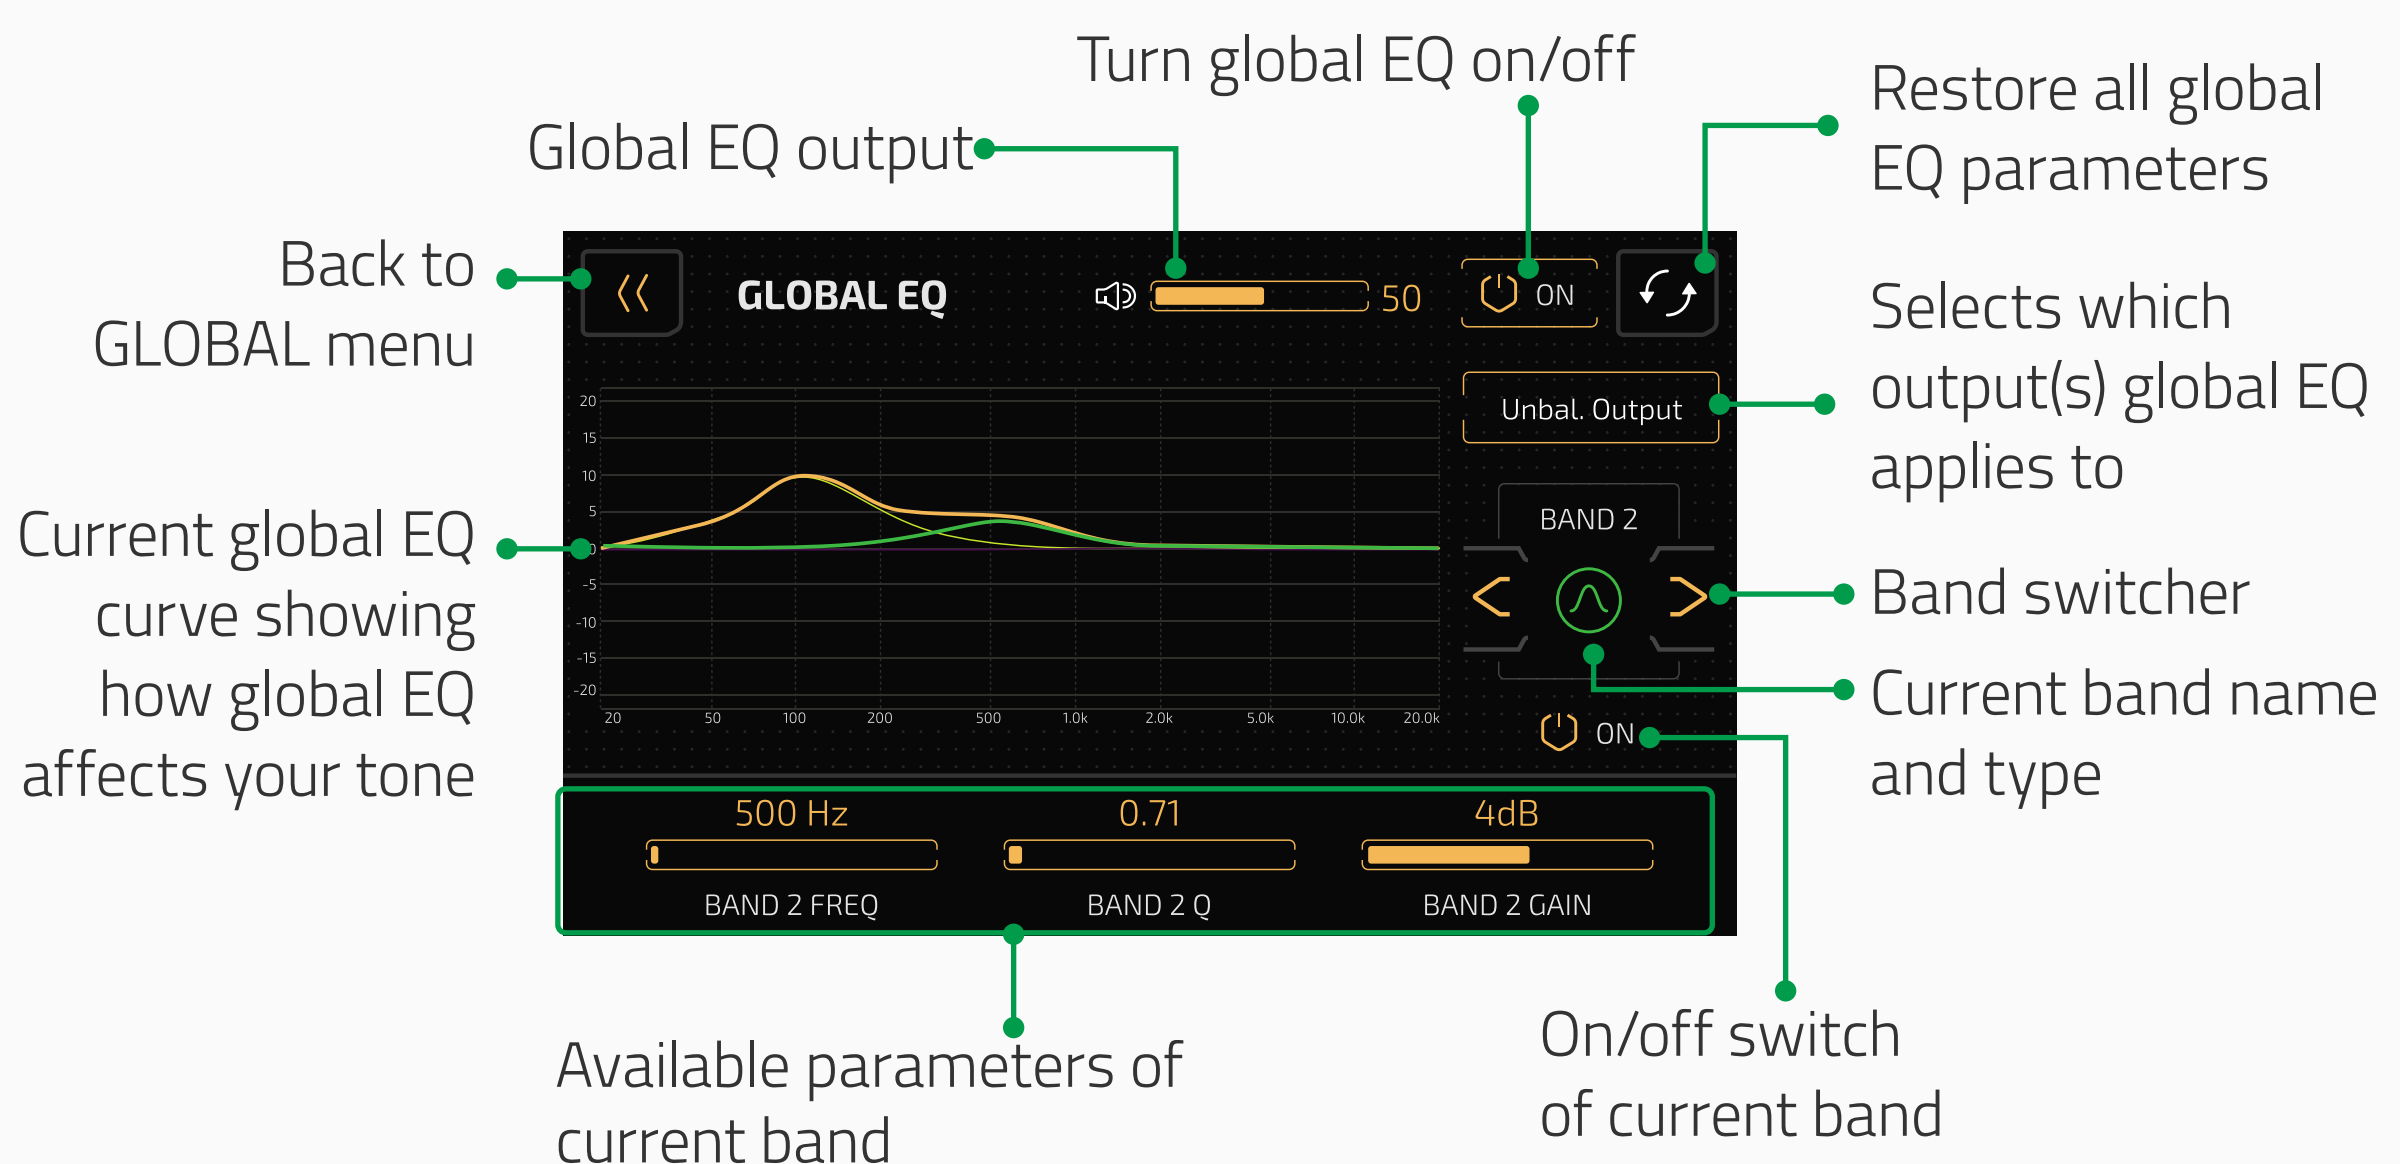 Turn global EQ on/off
Restore all global
EQ parameters
Global EQ output
Back to
GLOBAL menu
GLOBAL EQ
50
ON
Selects which
output(s) global EQ
applies to
Unbal. Output
Current global EQ
curve showing
how global EQ
affects your tone
20
15
10
5
0
-5
-10
-15
-20
20 50 100 200 500 1.0k 2.0k 5.0k 10.0k 20.0k
BAND 2
Band switcher
Current band name
and type
ON
500 Hz 0.71 4dB
BAND 2 FREQ BAND 2 Q BAND 2 GAIN
Available parameters of
current band
On/off switch
of current band